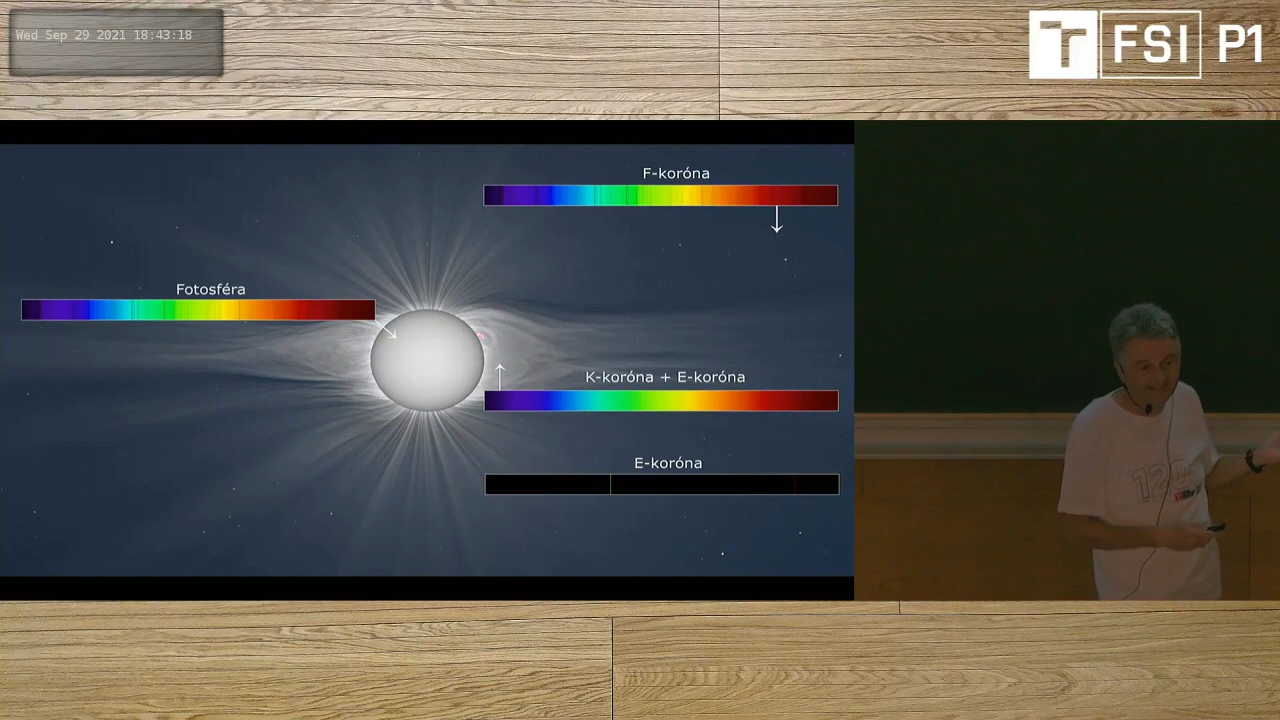 Wed Sep 29 2021 18:43:18
T FSI P1
F-koróna
Fotosféra
K-koróna + E-koróna
E-koróna